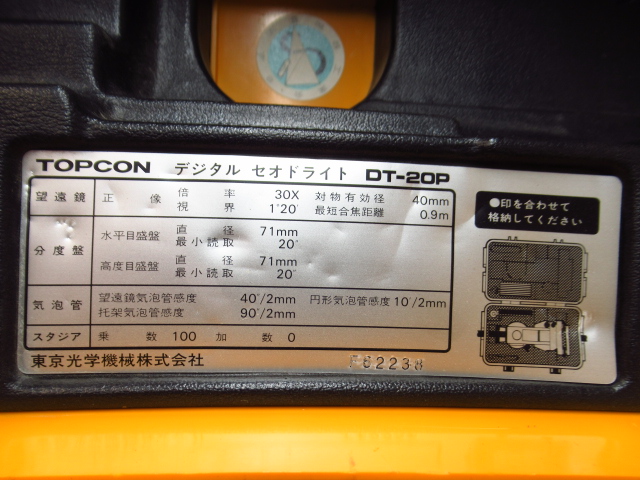 TOPCON デジタル セオドライト DT-20P
望遠鏡 正像 倍率 30X 対物有効径 40mm
視界 1°20′ 最短合焦距離 0.9m
分度盤 水平目盛盤 直径 71mm
最小読取 20″
高度目盛盤 直径 71mm
最小読取 20″
気泡管 望遠鏡気泡管感度 40″/2mm 円形気泡管感度 10′/2mm
托架気泡管感度 90″/2mm
スタジア 乗数 100 加数 0
東京光学機械株式会社
F62238
●印を合わせて
格納してください